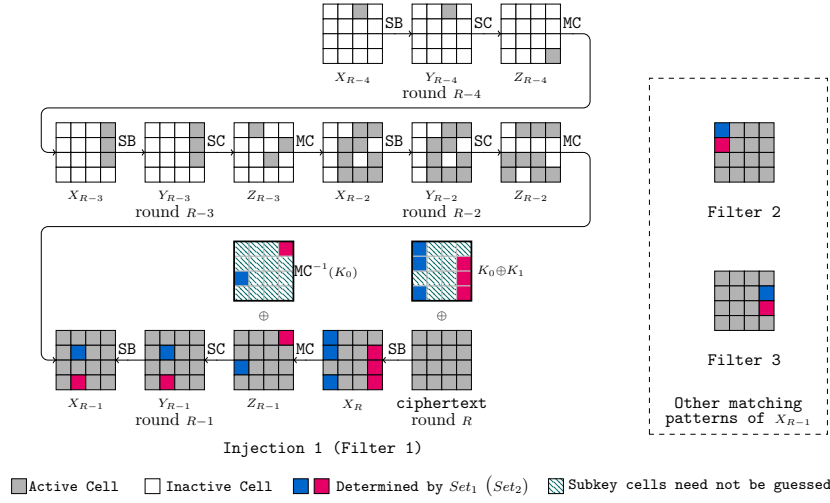 SB SC MC
X_{R−4} Y_{R−4} Z_{R−4}
round R−4
SB SC MC SB SC MC
X_{R−3} Y_{R−3} Z_{R−3} X_{R−2} Y_{R−2} Z_{R−2}
round R−3 round R−2
Filter 2
MC^{−1}(K_0) K_0⊕K_1
⊕ ⊕
SB SC MC SB
X_{R−1} Y_{R−1} Z_{R−1} X_R ciphertext
round R−1 round R
Injection 1 (Filter 1)
Filter 3
Other matching
patterns of X_{R−1}
Active Cell Inactive Cell Determined by Set_1 (Set_2) Subkey cells need not be guessed